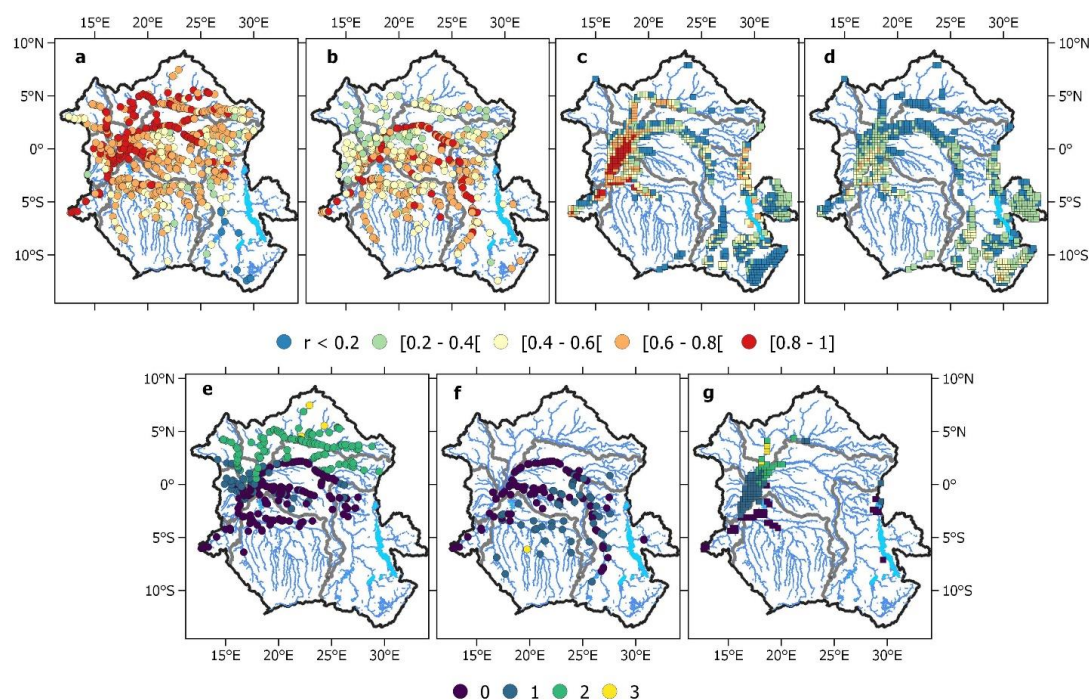 15°E 20°E 25°E 30°E 15°E 20°E 25°E 30°E
10°N a b c d 10°N
5°N 5°N
0° 0°
5°S 5°S
10°S 10°S
15°E 20°E 25°E 30°E 15°E 20°E 25°E 30°E
r < 0.2 [0.2 - 0.4[ [0.4 - 0.6[ [0.6 - 0.8[ [0.8 - 1]
10°N e f g 10°N
5°N 5°N
0° 0°
5°S 5°S
10°S 10°S
15°E 20°E 25°E 30°E 15°E 20°E 25°E 30°E 15°E 20°E 25°E 30°E
0 1 2 3